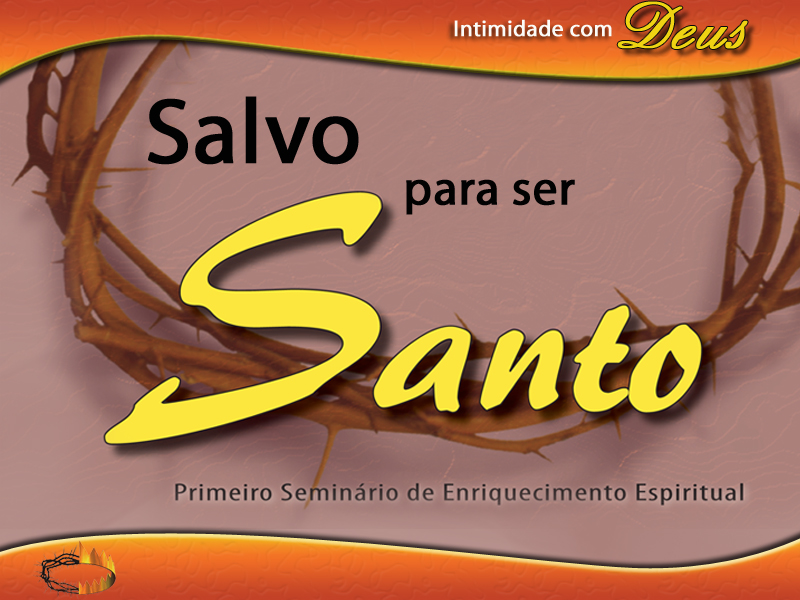 Intimidade com Deus
Salvo
para ser
Santo
Primeiro Seminário de Enriquecimento Espiritual